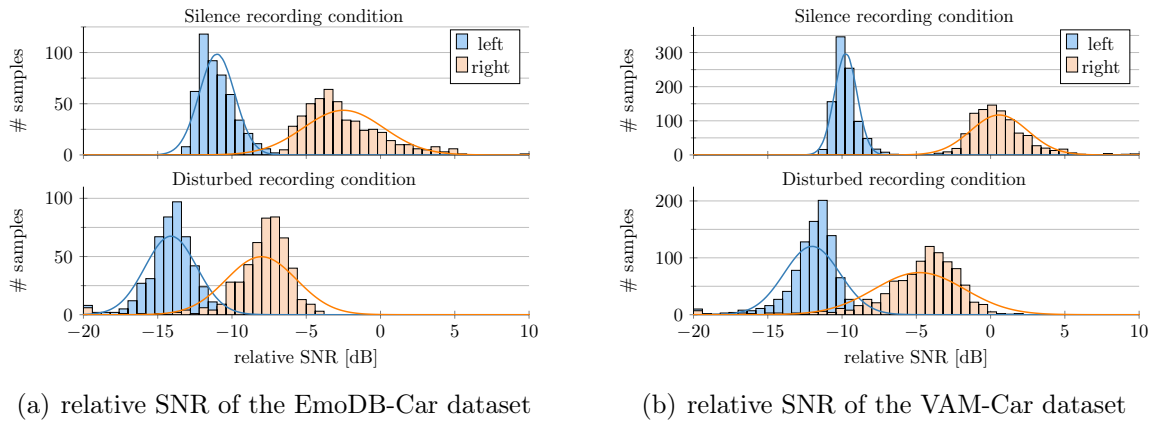 Silence recording condition
# samples
100
50
0
left
right
Disturbed recording condition
# samples
100
50
0
−20
−15
−10
−5
0
5
10
relative SNR [dB]
(a) relative SNR of the EmoDB-Car dataset
Silence recording condition
# samples
300
200
100
0
left
right
Disturbed recording condition
# samples
200
100
0
−20
−15
−10
−5
0
5
10
relative SNR [dB]
(b) relative SNR of the VAM-Car dataset